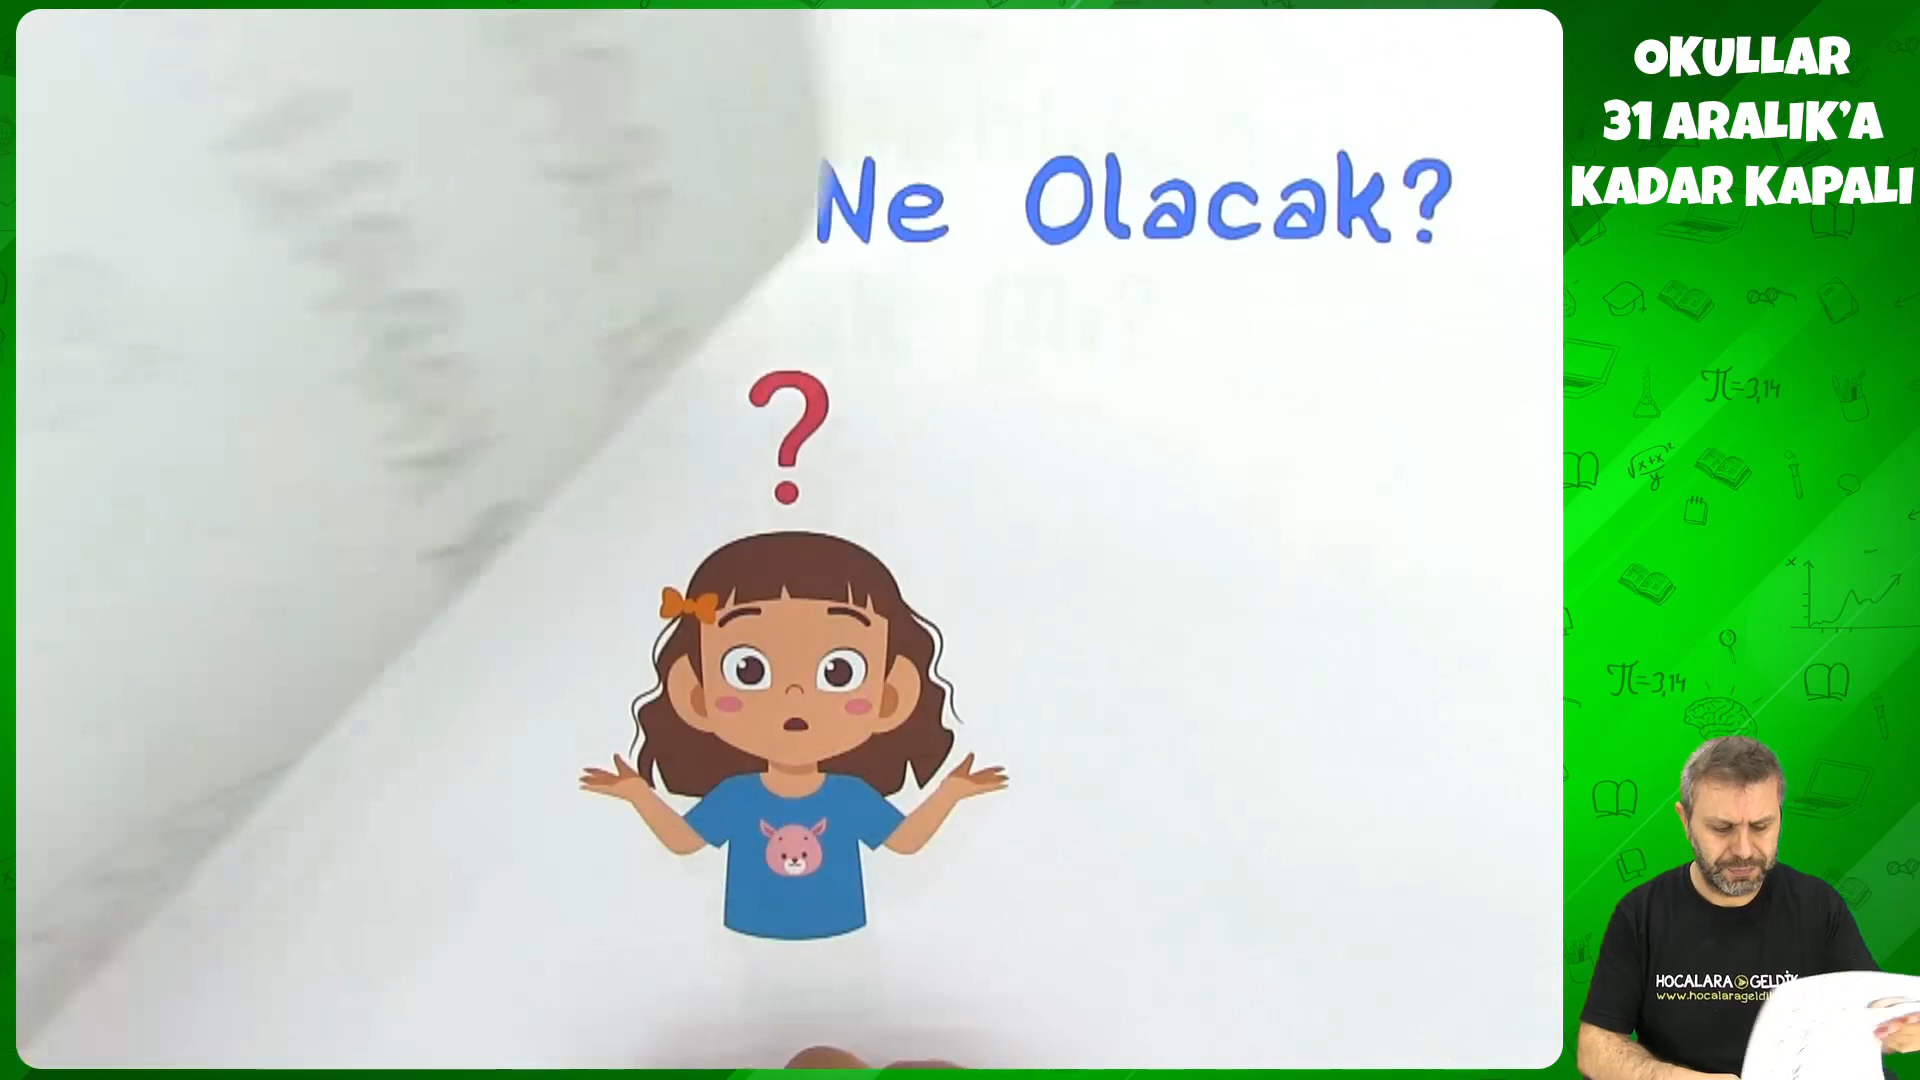 OKULLAR
31 ARALIK’A
KADAR KAPALI
Ne Olacak?
?
π=3,14
π=3,14
HOCALARA GELDİK